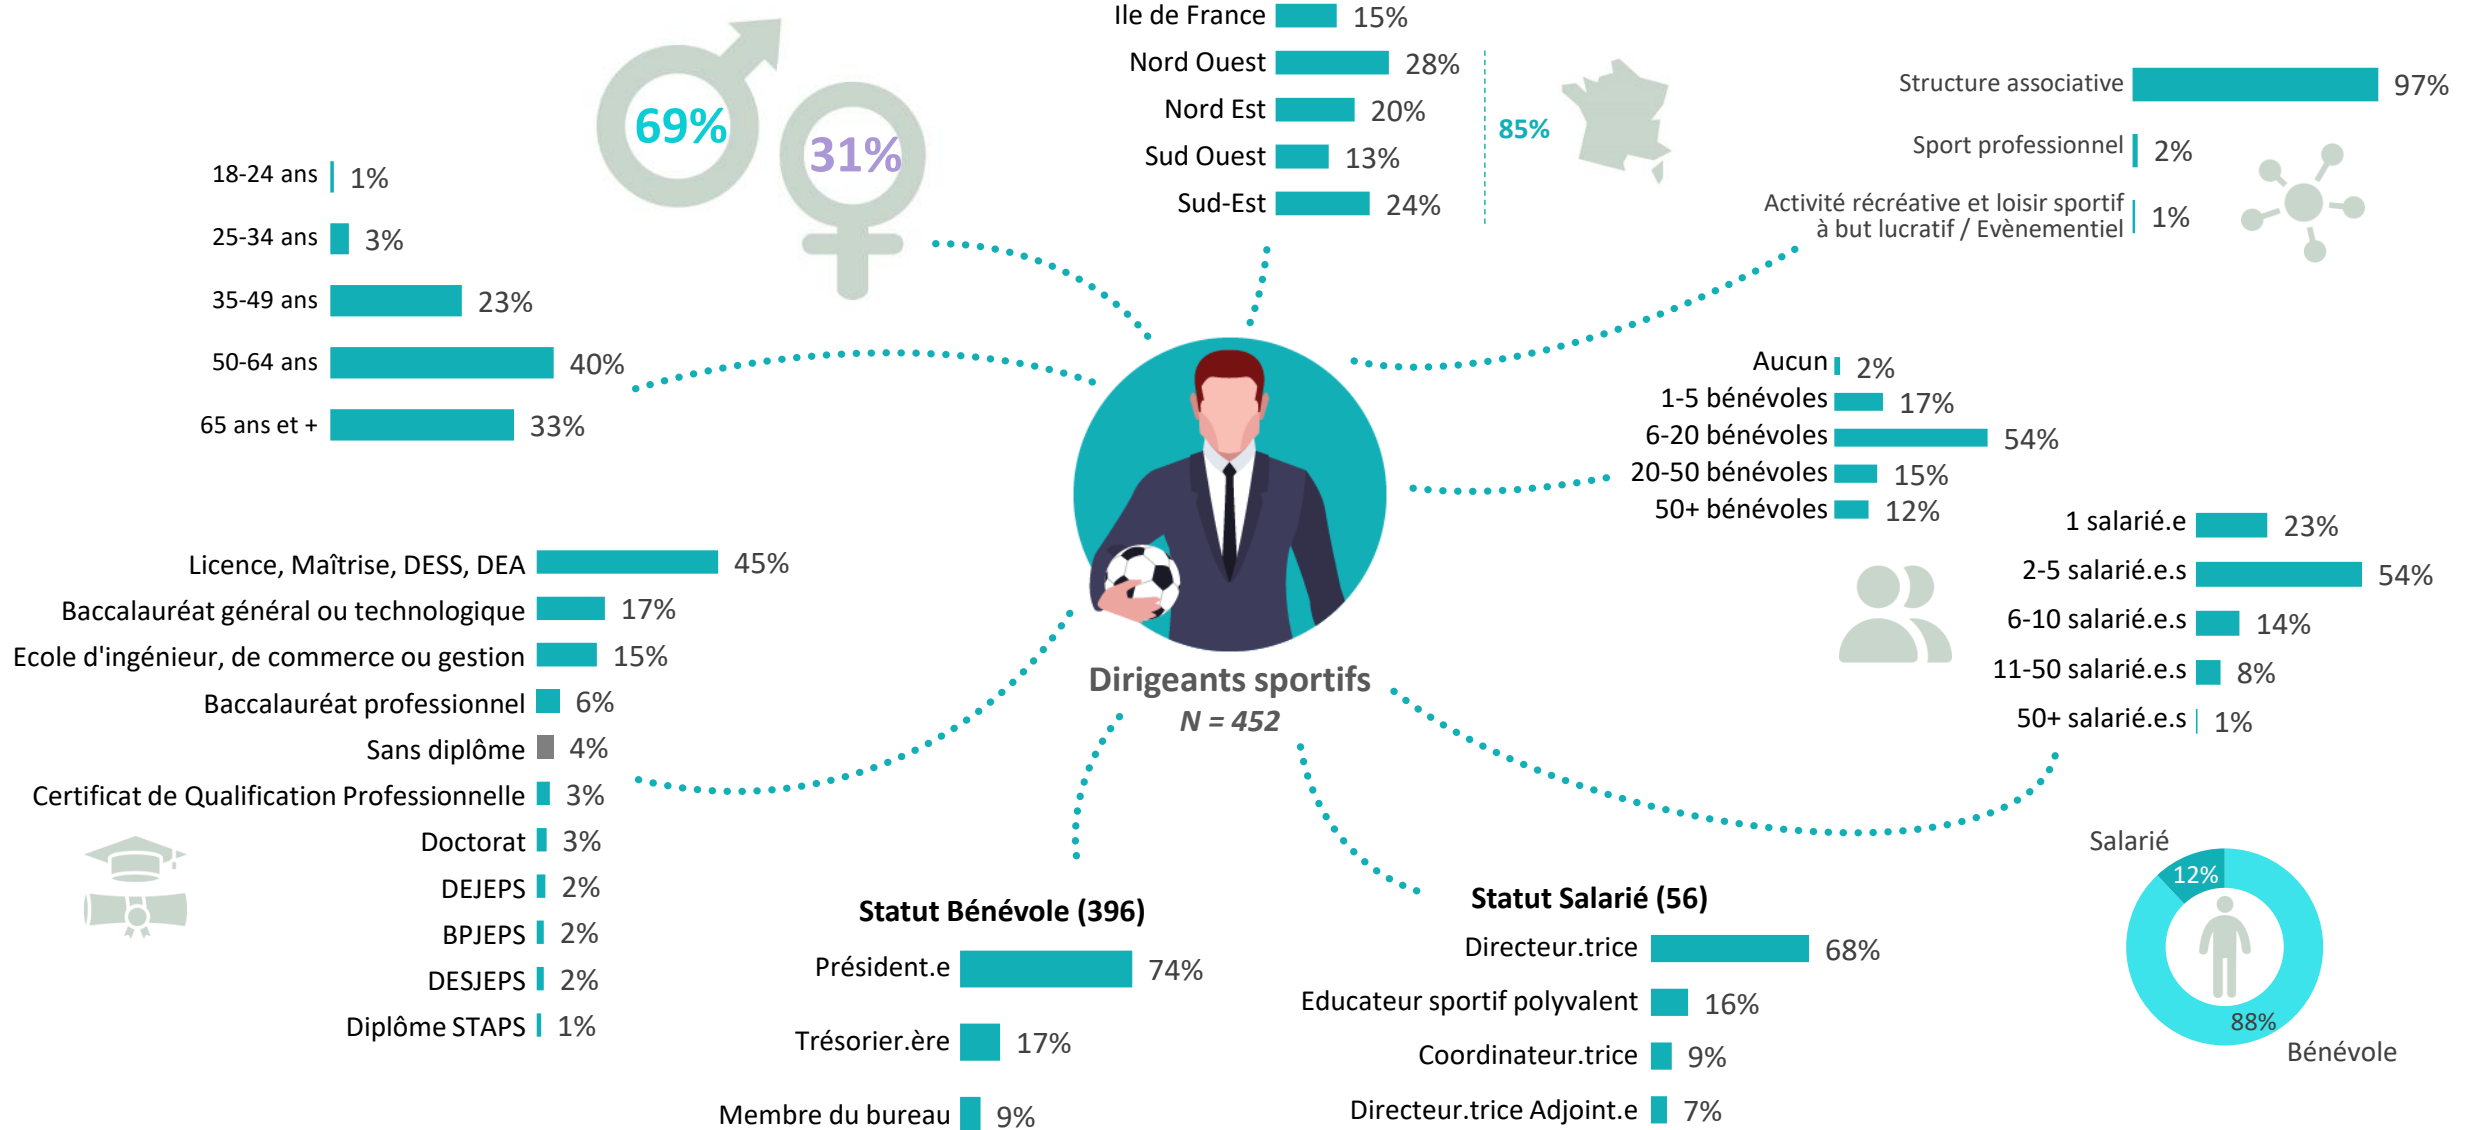 69%
31%
18-24 ans 1%
25-34 ans 3%
35-49 ans 23%
50-64 ans 40%
65 ans et + 33%
Ile de France 15%
Nord Ouest 28%
Nord Est 20%
Sud Ouest 13%
Sud-Est 24%
85%
Structure associative 97%
Sport professionnel 2%
Activité récréative et loisir sportif
à but lucratif / Evènementiel 1%
Aucun 2%
1-5 bénévoles 17%
6-20 bénévoles 54%
20-50 bénévoles 15%
50+ bénévoles 12%
1 salarié.e 23%
2-5 salarié.e.s 54%
6-10 salarié.e.s 14%
11-50 salarié.e.s 8%
50+ salarié.e.s 1%
Licence, Maîtrise, DESS, DEA 45%
Baccalauréat général ou technologique 17%
Ecole d'ingénieur, de commerce ou gestion 15%
Baccalauréat professionnel 6%
Sans diplôme 4%
Certificat de Qualification Professionnelle 3%
Doctorat 3%
DEJEPS 2%
BPJEPS 2%
DESJEPS 2%
Diplôme STAPS 1%
Dirigeants sportifs
N = 452
Statut Bénévole (396)
Président.e 74%
Trésorier.ère 17%
Membre du bureau 9%
Statut Salarié (56)
Directeur.trice 68%
Educateur sportif polyvalent 16%
Coordinateur.trice 9%
Directeur.trice Adjoint.e 7%
Salarié
12%
88%
Bénévole